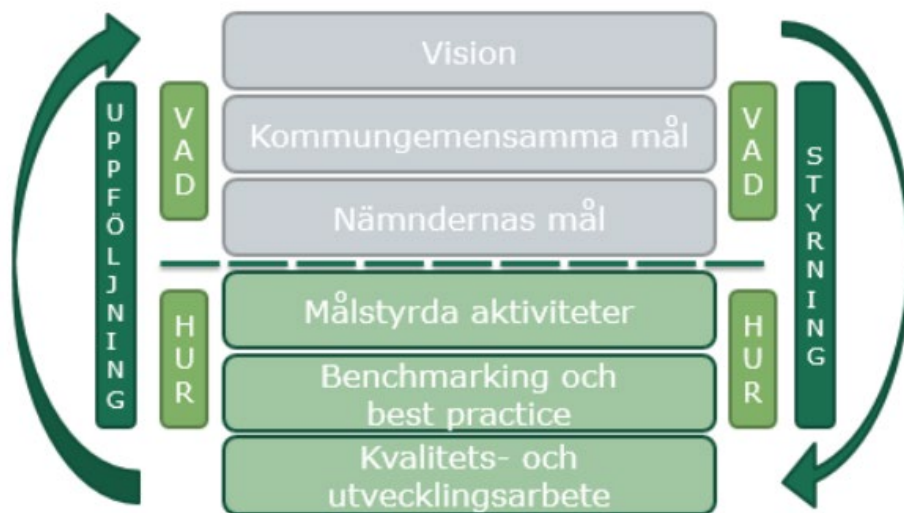 Vision
UPPFÖLJNING
VAD
Kommungemensamma mål
VAD
STYRNING
Nämndernas mål
HUR
Målstyrda aktiviteter
HUR
Benchmarking och
best practice
Kvalitets- och
utvecklingsarbete